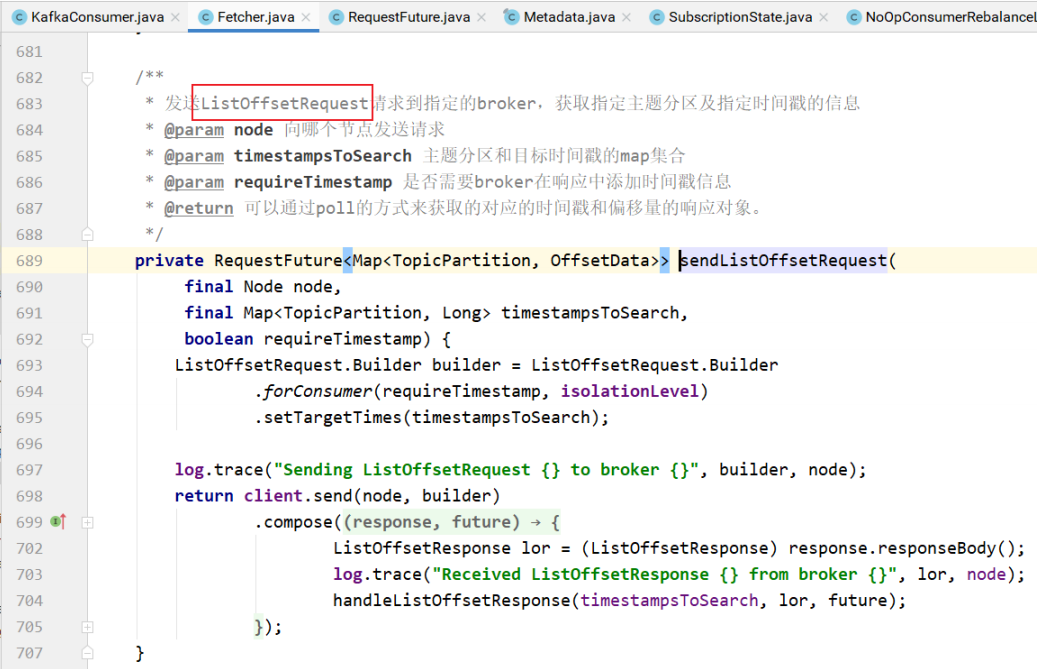 KafkaConsumer.java Fetcher.java RequestFuture.java Metadata.java SubscriptionState.java NoOpConsumerRebalanceL
681
682 /**
683 * 发送ListOffsetRequest请求到指定的broker，获取指定主题分区及指定时间戳的信息
684 * @param node 向哪个节点发送请求
685 * @param timestampsToSearch 主题分区和目标时间戳的map集合
686 * @param requireTimestamp 是否需要broker在响应中添加时间戳信息
687 * @return 可以通过poll的方式来获取的对应的时间戳和偏移量的响应对象。
688 */
689 private RequestFuture<Map<TopicPartition, OffsetData>> sendListOffsetRequest(
690 final Node node,
691 final Map<TopicPartition, Long> timestampsToSearch,
692 boolean requireTimestamp) {
693 ListOffsetRequest.Builder builder = ListOffsetRequest.Builder
694 .forConsumer(requireTimestamp, isolationLevel)
695 .setTargetTimes(timestampsToSearch);
696
697 log.trace("Sending ListOffsetRequest {} to broker {}", builder, node);
698 return client.send(node, builder)
699 .compose((response, future) → {
702 ListOffsetResponse lor = (ListOffsetResponse) response.responseBody();
703 log.trace("Received ListOffsetResponse {} from broker {}", lor, node);
704 handleListOffsetResponse(timestampsToSearch, lor, future);
705 });
707 }